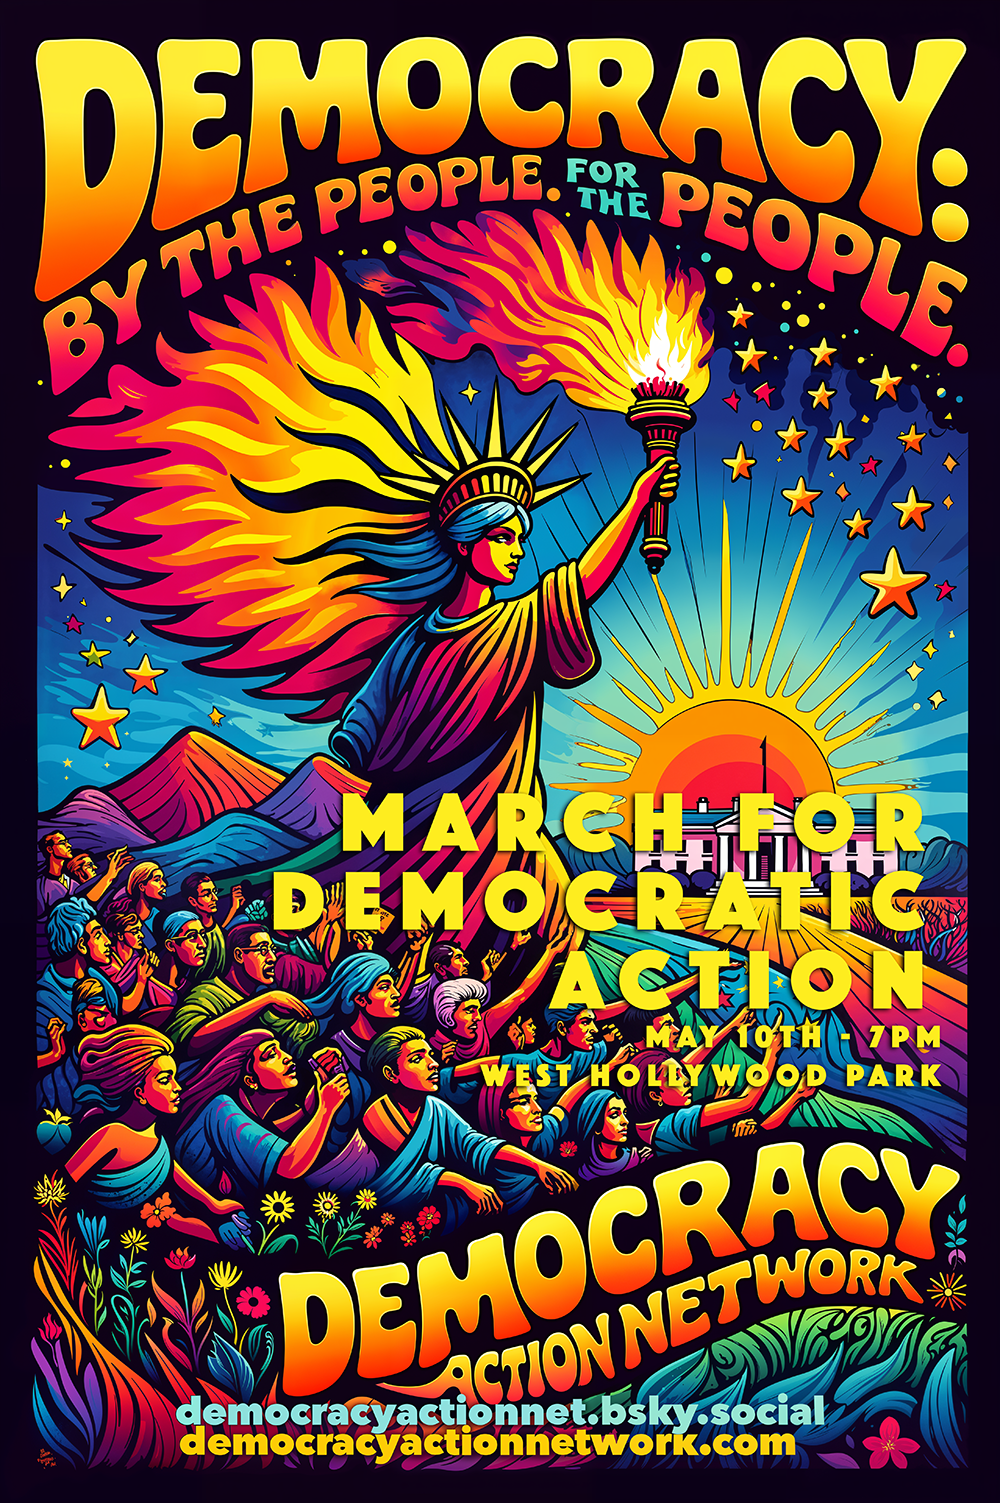 DEMOCRACY:
BY THE PEOPLE. FOR THE PEOPLE.
MARCH FOR
DEMOCRATIC
ACTION
MAY 10TH - 7PM
WEST HOLLYWOOD PARK
DEMOCRACY
ACTION NETWORK
democracyactionnet.bsky.social
democracyactionnetwork.com